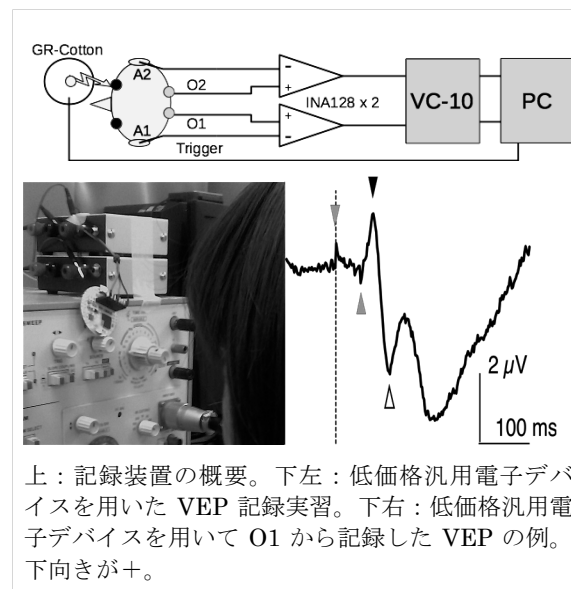 GR-Cotton
A2
O2
INA128 x 2
VC-10
PC
O1
A1
Trigger
2 µV
100 ms
上：記録装置の概要。下左：低価格汎用電子デバ
イスを用いた VEP 記録実習。下右：低価格汎用電
子デバイスを用いて O1 から記録した VEP の例。
下向きが＋。